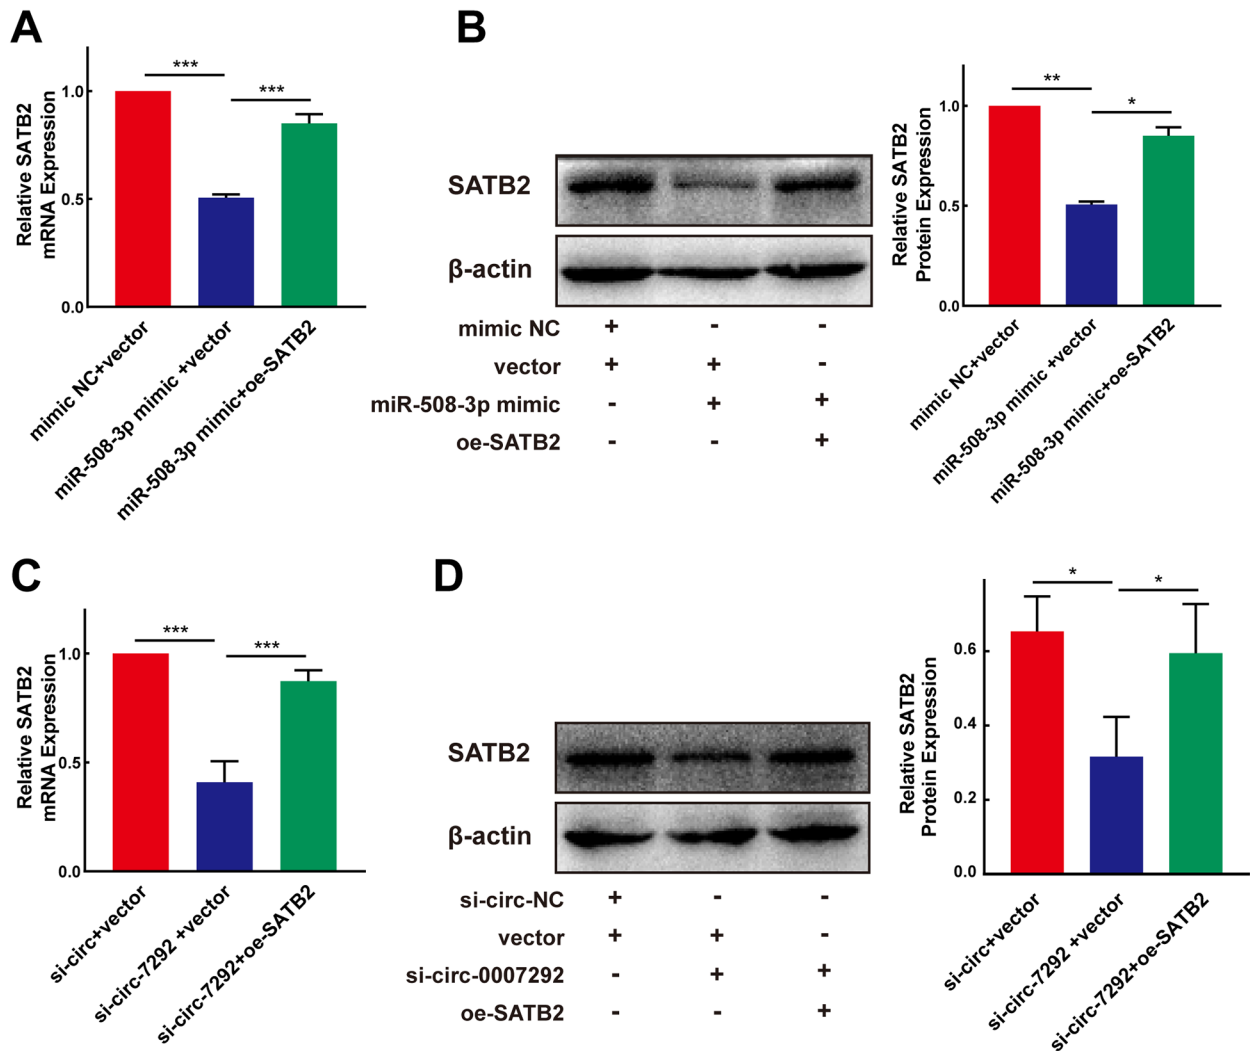 A
Relative SATB2
mRNA Expression
1.0
0.5
0.0
***
***
mimic NC+vector
miR-508-3p mimic +vector
miR-508-3p mimic+oe-SATB2
B
SATB2
β-actin
mimic NC + - -
vector + + -
miR-508-3p mimic - + +
oe-SATB2 - - +
Relative SATB2
Protein Expression
1.0
0.5
0.0
**
*
mimic NC+vector
miR-508-3p mimic +vector
miR-508-3p mimic+oe-SATB2
C
Relative SATB2
mRNA Expression
1.0
0.5
0.0
***
***
si-circ+vector
si-circ-7292 +vector
si-circ-7292+oe-SATB2
D
SATB2
β-actin
si-circ-NC + - -
vector + + -
si-circ-0007292 - + +
oe-SATB2 - - +
Relative SATB2
Protein Expression
0.6
0.4
0.2
0.0
*
*
si-circ+vector
si-circ-7292 +vector
si-circ-7292+oe-SATB2